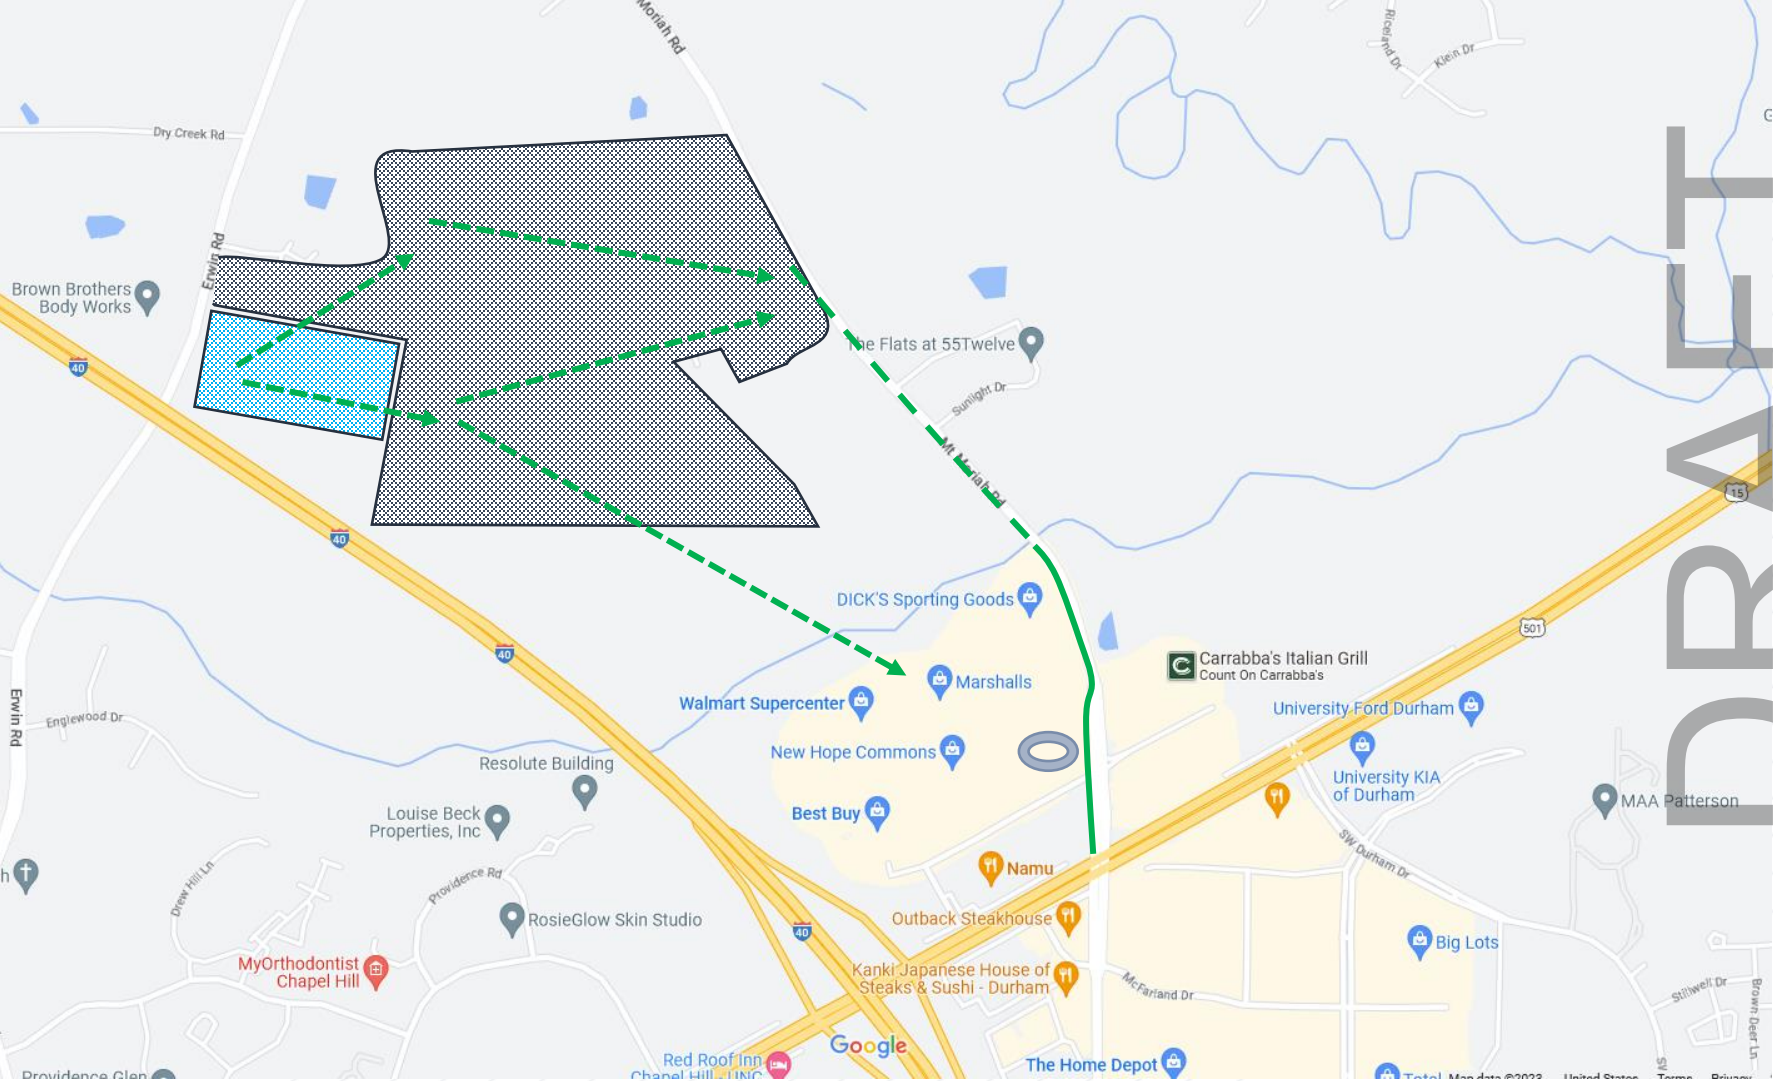 Moriah Rd
Riceland Dr
Klein Dr
G
Dry Creek Rd
Erwin Rd
Brown Brothers
Body Works
40
The Flats at 55Twelve
Sunlight Dr
Mt Moriah Rd
15
40
DICK'S Sporting Goods
501
40
Carrabba's Italian Grill
Count On Carrabba's
Marshalls
Walmart Supercenter
University Ford Durham
Erwin Rd
Englewood Dr
New Hope Commons
Resolute Building
University KIA
of Durham
MAA Patterson
Louise Beck
Properties, Inc
Best Buy
SW Durham Dr
Namu
h
Drew Hill Ln
Providence Rd
RosieGlow Skin Studio
Outback Steakhouse
40
Big Lots
MyOrthodontist
Chapel Hill
Kanki Japanese House of
Steaks & Sushi - Durham
McFarland Dr
Stillwell Dr
Brown Deer Ln
Google
Red Roof Inn
Chapel Hill - UNC
The Home Depot
SW
Providence Glen
Total
Map data ©2023
United States
Terms
Privacy
DRAFT